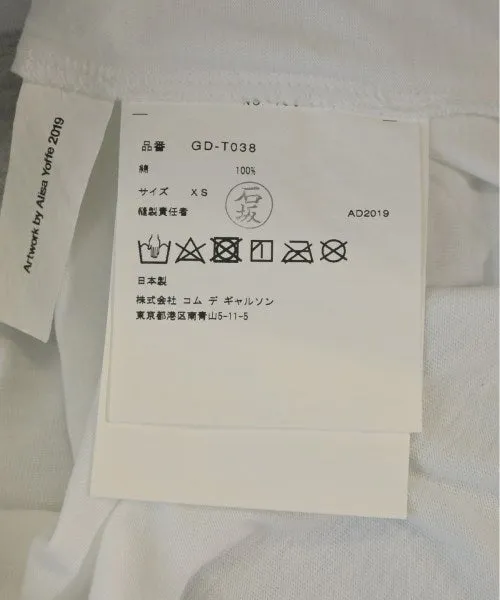 Artwork by Alisa Yoffe 2019
品番 GD-T038
綿 100%
サイズ XS
石坂
縫製責任者 AD2019
日本製
株式会社 コム デ ギャルソン
東京都港区南青山5-11-5